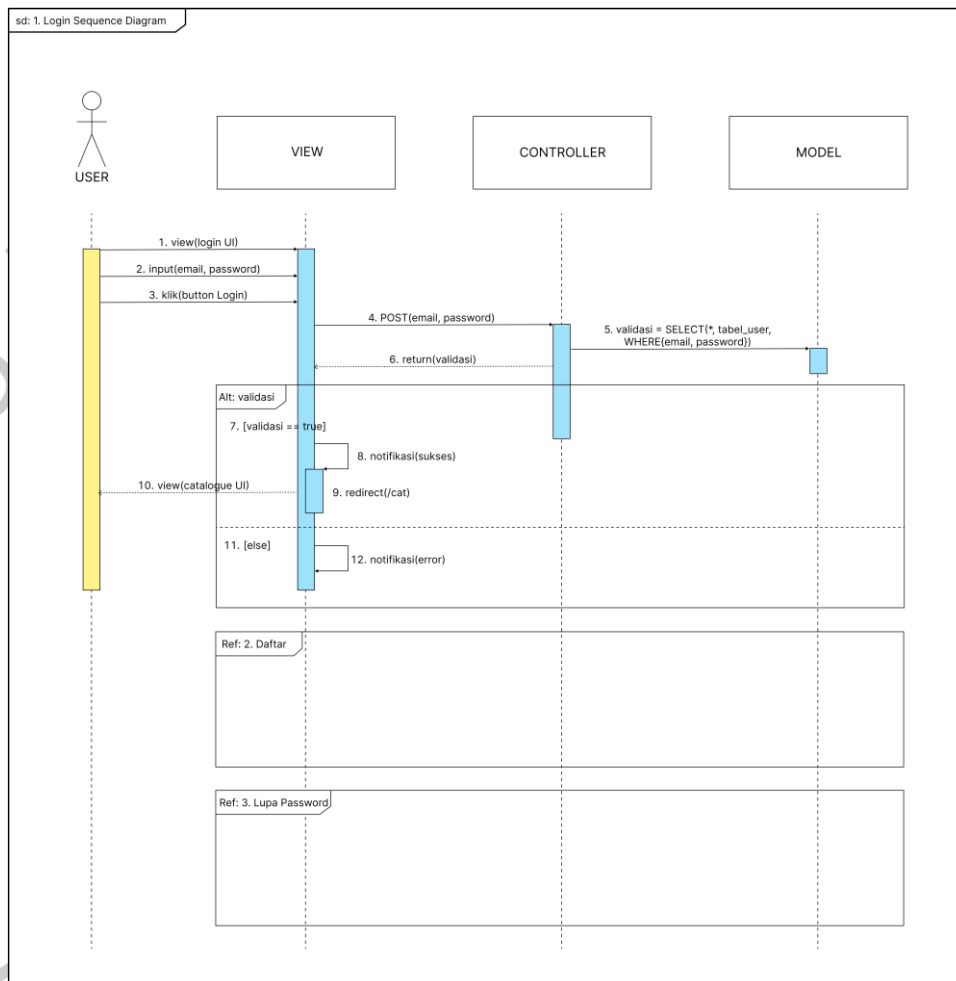 sd: 1. Login Sequence Diagram
USER
VIEW
CONTROLLER
MODEL
1. view(login UI)
2. input(email, password)
3. klik(button Login)
4. POST(email, password)
5. validasi = SELECT(*, tabel_user,
WHERE{email, password})
6. return(validasi)
Alt: validasi
7. [validasi == true]
8. notifikasi(sukses)
9. redirect(/cat)
10. view(catalogue UI)
11. [else]
12. notifikasi(error)
Ref: 2. Daftar
Ref: 3. Lupa Password